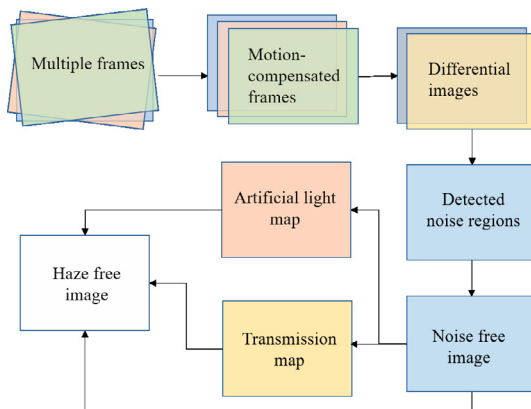 Multiple frames
Motion-
compensated
frames
Differential
images
Artificial light
map
Detected
noise regions
Haze free
image
Transmission
map
Noise free
image